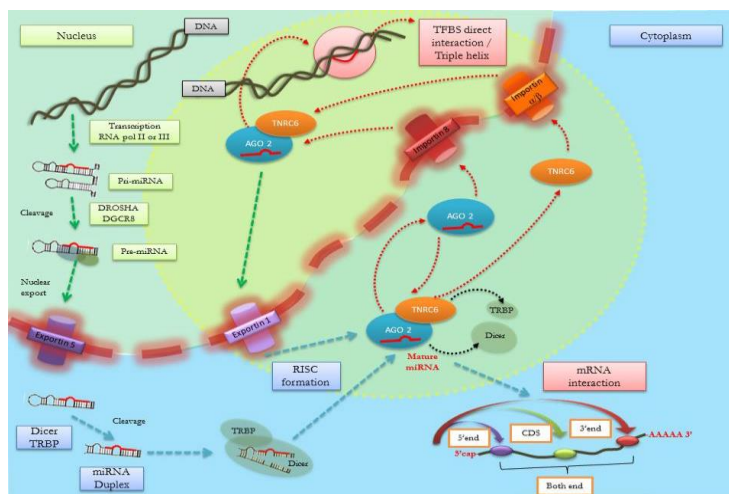 Nucleus
DNA
DNA
TFBS direct
interaction /
Triple helix
Cytoplasm
Transcription
RNA pol II or III
Pri-miRNA
Cleavage
DROSHA
DGCR8
Pre-miRNA
Nuclear
export
TNRC6
AGO 2
Importin 8
Importin
α/β
TNRC6
AGO 2
Exportin 5
Exportin 1
TNRC6
AGO 2
Mature
miRNA
TRBP
Dicer
RISC
formation
mRNA
interaction
Dicer
TRBP
Cleavage
miRNA
Duplex
TRBP
Dicer
5'end
CDS
3'end
AAAAA 3'
5'cap
Both end